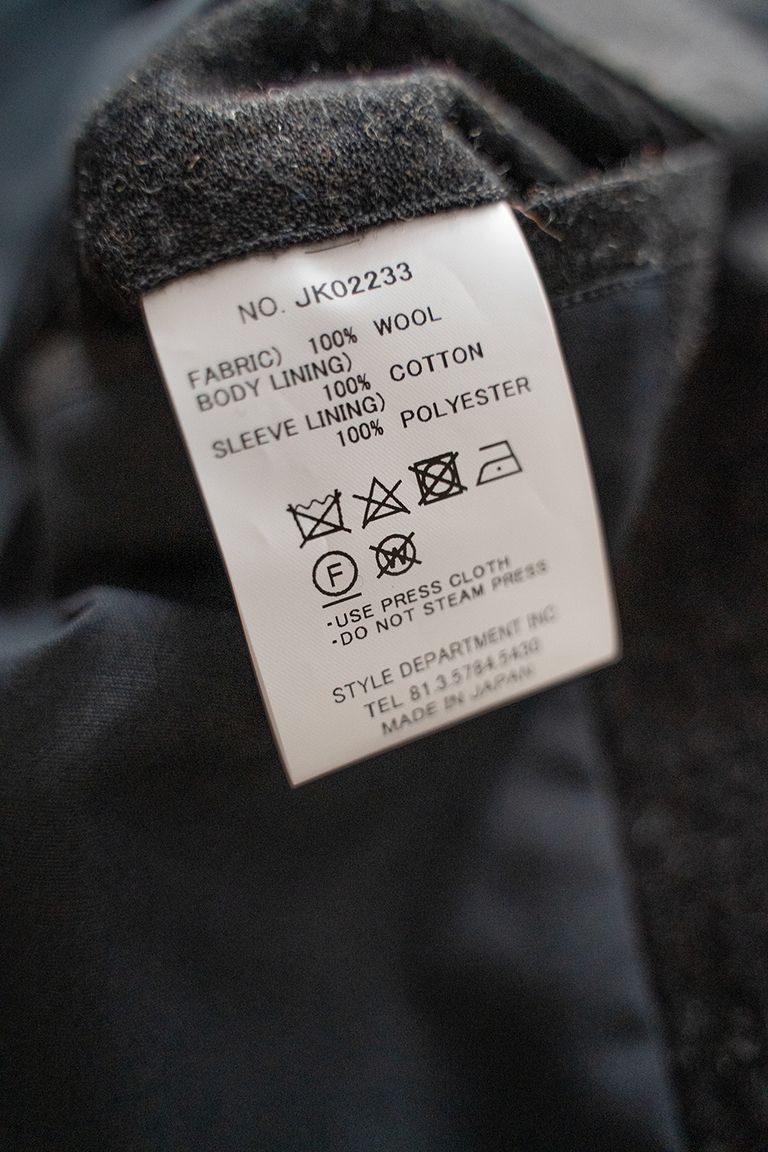 NO. JK02233
FABRIC) 100% WOOL
BODY LINING)
100% COTTON
SLEEVE LINING)
100% POLYESTER
F W
-USE PRESS CLOTH
-DO NOT STEAM PRESS
STYLE DEPARTMENT INC
TEL 81.3.5784.5430
MADE IN JAPAN